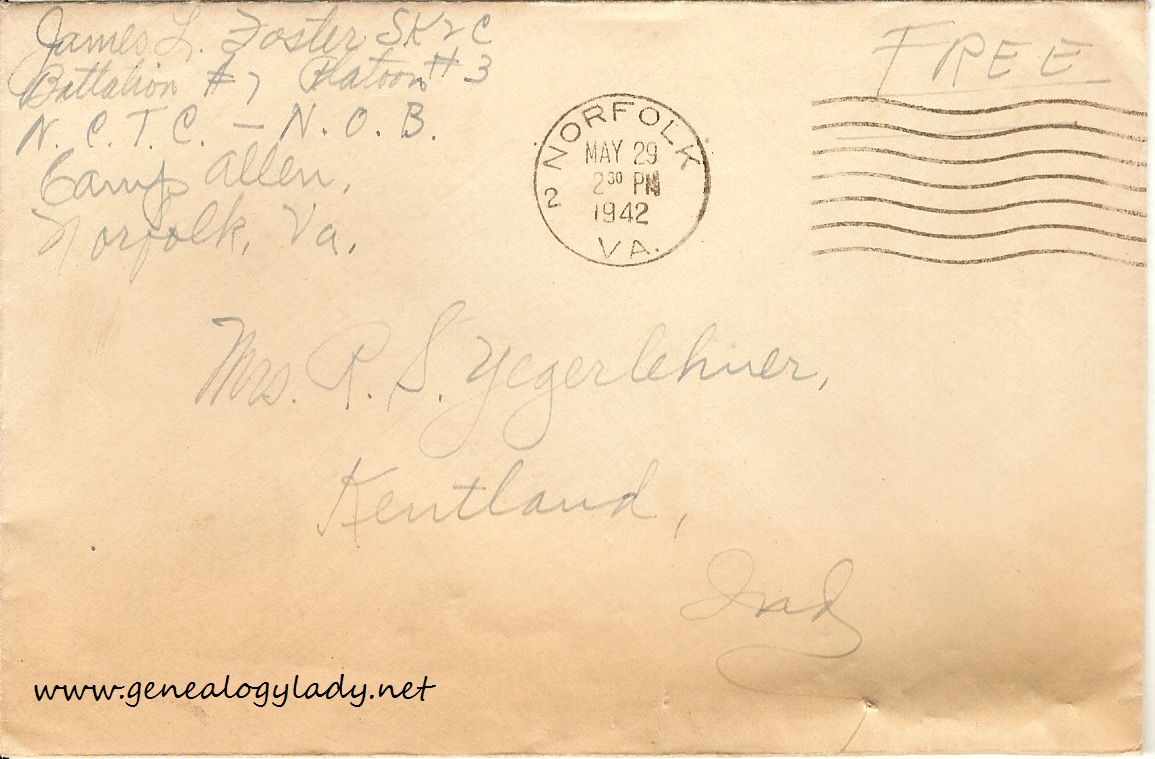 James L. Foster SK2C
Battalion #7 Platoon #3
N. C. T. C. – N. O. B.
Camp Allen,
Norfolk, Va.
FREE
2 NORFOLK
MAY 29
2 30 PM
1942
VA.
Mrs. R. S. Yegerlehner,
Kentland,
Ind
www.genealogylady.net